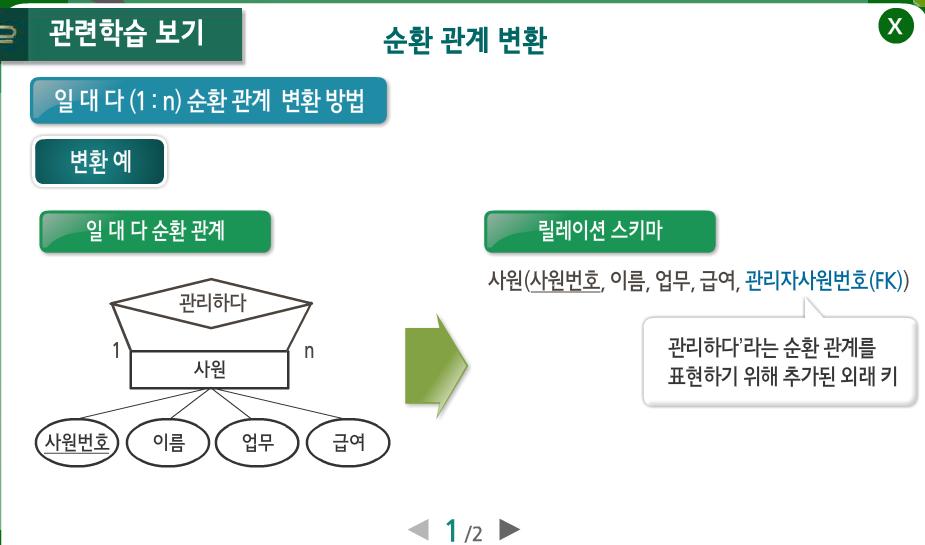 관련학습 보기
순환 관계 변환
X
일 대 다 (1 : n) 순환 관계 변환 방법
변환 예
일 대 다 순환 관계
릴레이션 스키마
관리하다
1
n
사원
사원번호
이름
업무
급여
사원(사원번호, 이름, 업무, 급여, 관리자사원번호(FK))
관리하다'라는 순환 관계를
표현하기 위해 추가된 외래 키
1 /2